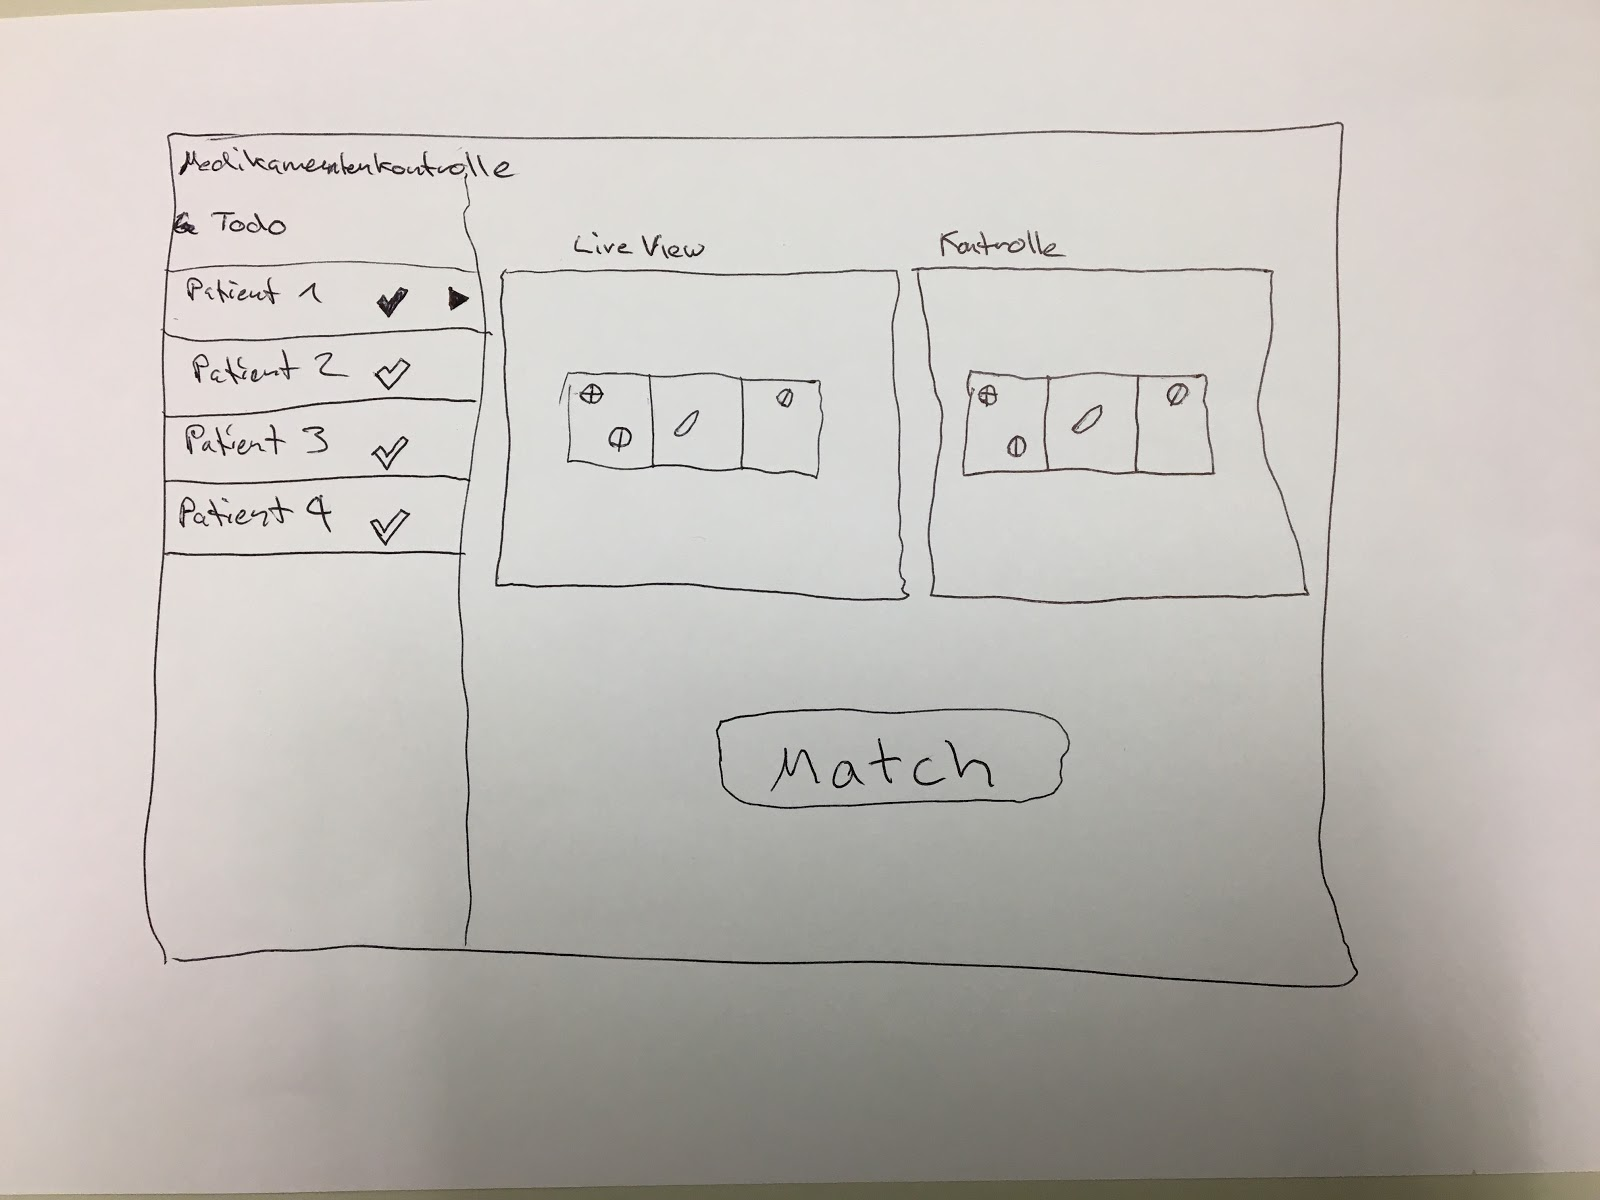 Medikamentenkontrolle
Todo
Patient 1
Patient 2
Patient 3
Patient 4
Live View
Kontrolle
Match